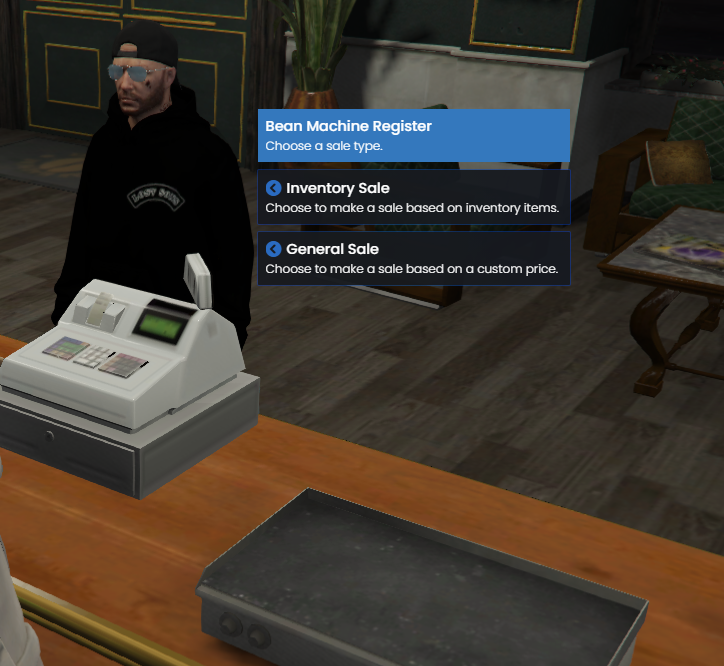 Bean Machine Register
Choose a sale type.
Inventory Sale
Choose to make a sale based on inventory items.
General Sale
Choose to make a sale based on a custom price.